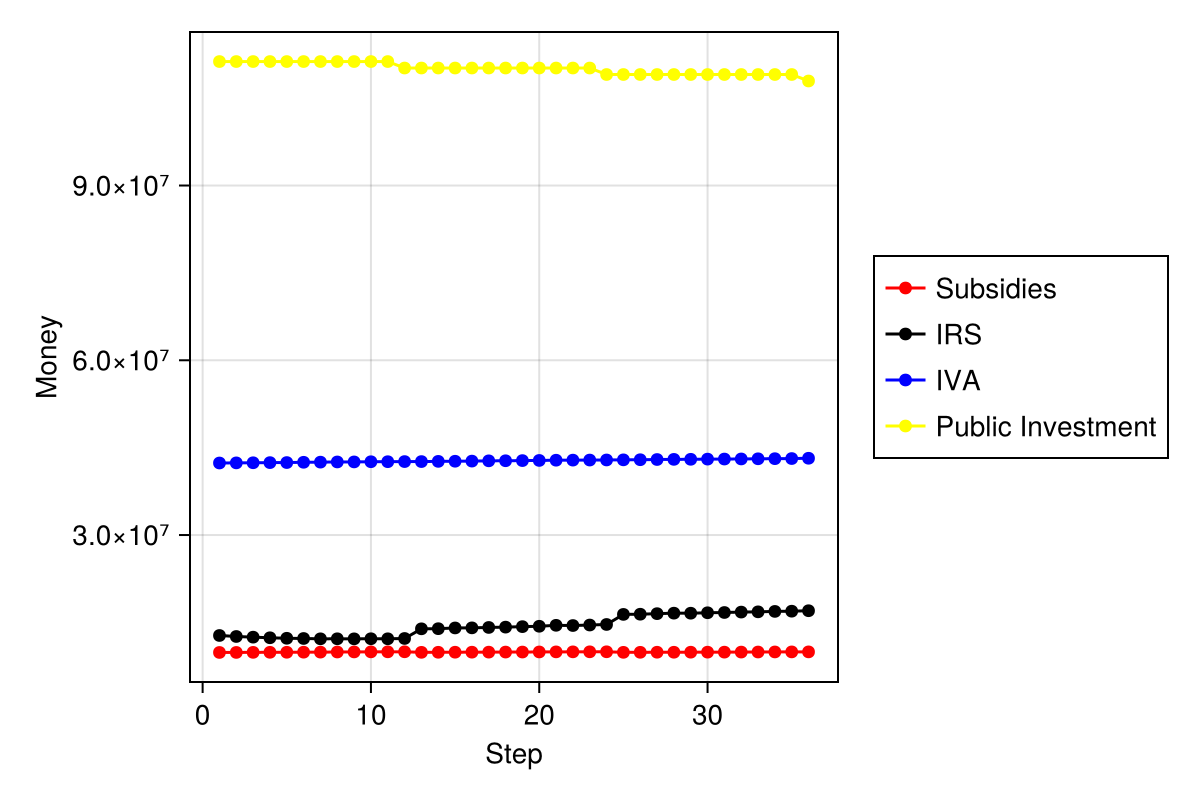 9.0×10⁷
6.0×10⁷
3.0×10⁷
Money
0 10 20 30
Step
Subsidies
IRS
IVA
Public Investment